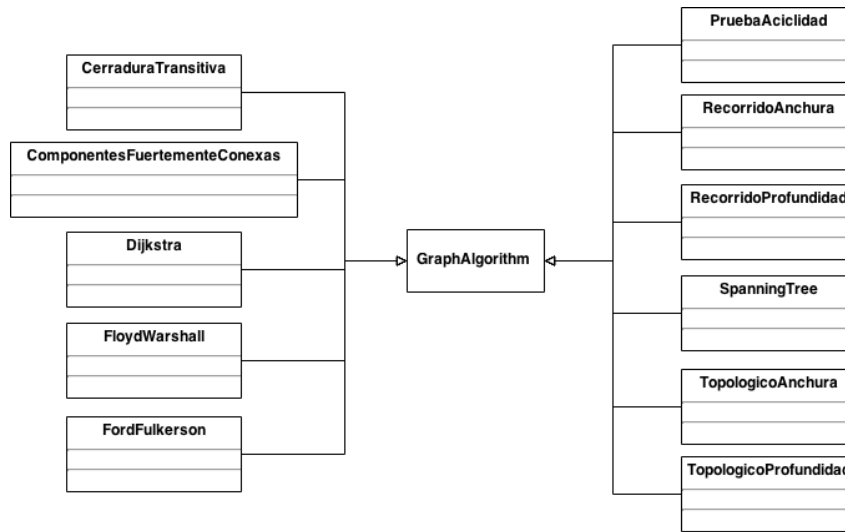 PruebaAciclidad
CerraduraTransitiva
RecorridoAnchura
ComponentesFuertementeConexas
RecorridoProfundidad
Dijkstra
GraphAlgorithm
SpanningTree
FloydWarshall
TopologicoAnchura
FordFulkerson
TopologicoProfundidad